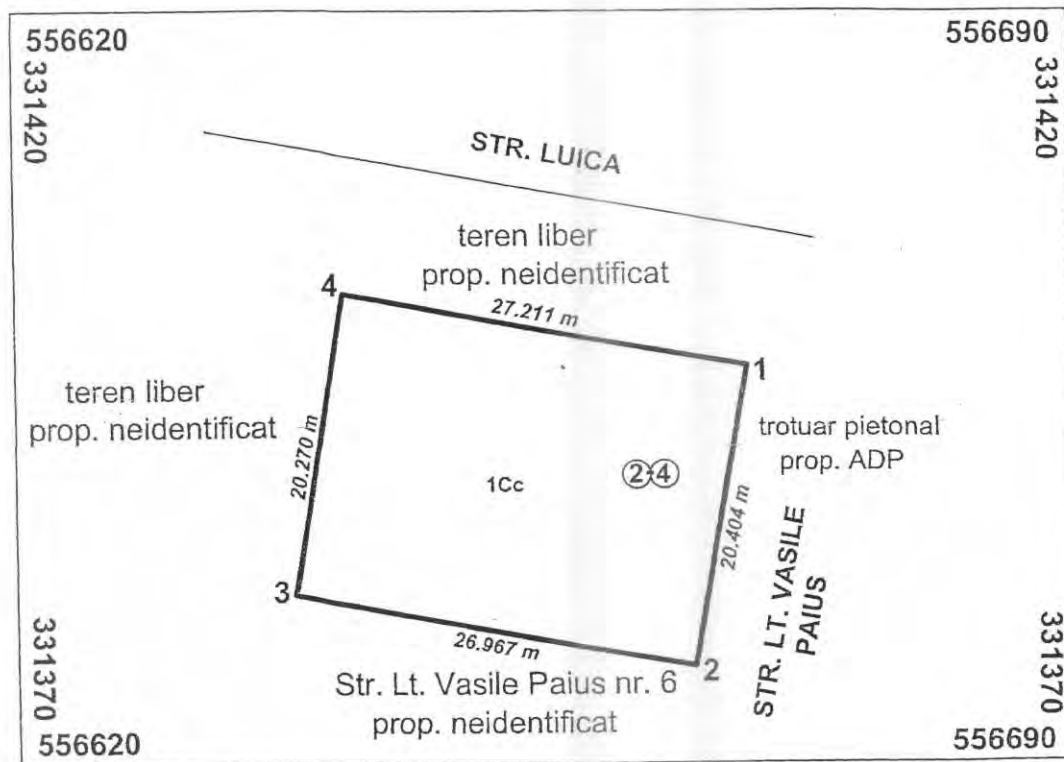 556620
556690
331420
331420
STR. LUICA
teren liber
prop. neidentificat
4
27.211 m
1
teren liber
prop. neidentificat
trotuar pietonal
prop. ADP
20.270 m
1Cc
2-4
20.404 m
STR. LT. VASILE
PAIUS
3
26.967 m
2
Str. Lt. Vasile Paius nr. 6
prop. neidentificat
331370
331370
556620
556690